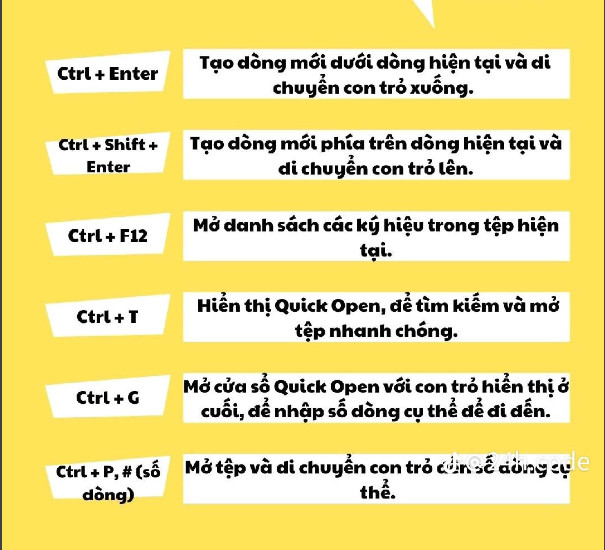 Ctrl + Enter
Tạo dòng mới dưới dòng hiện tại và di
chuyển con trỏ xuống.
Ctrl + Shift +
Enter
Tạo dòng mới phía trên dòng hiện tại và
di chuyển con trỏ lên.
Ctrl + F12
Mở danh sách các ký hiệu trong tệp hiện
tại.
Ctrl + T
Hiển thị Quick Open, để tìm kiếm và mở
tệp nhanh chóng.
Ctrl + G
Mở cửa sổ Quick Open với con trỏ hiển thị ở
cuối, để nhập số dòng cụ thể để đi đến.
Ctrl + P, # (số
dòng)
Mở tệp và di chuyển con trỏ đến số dòng cụ
thể.